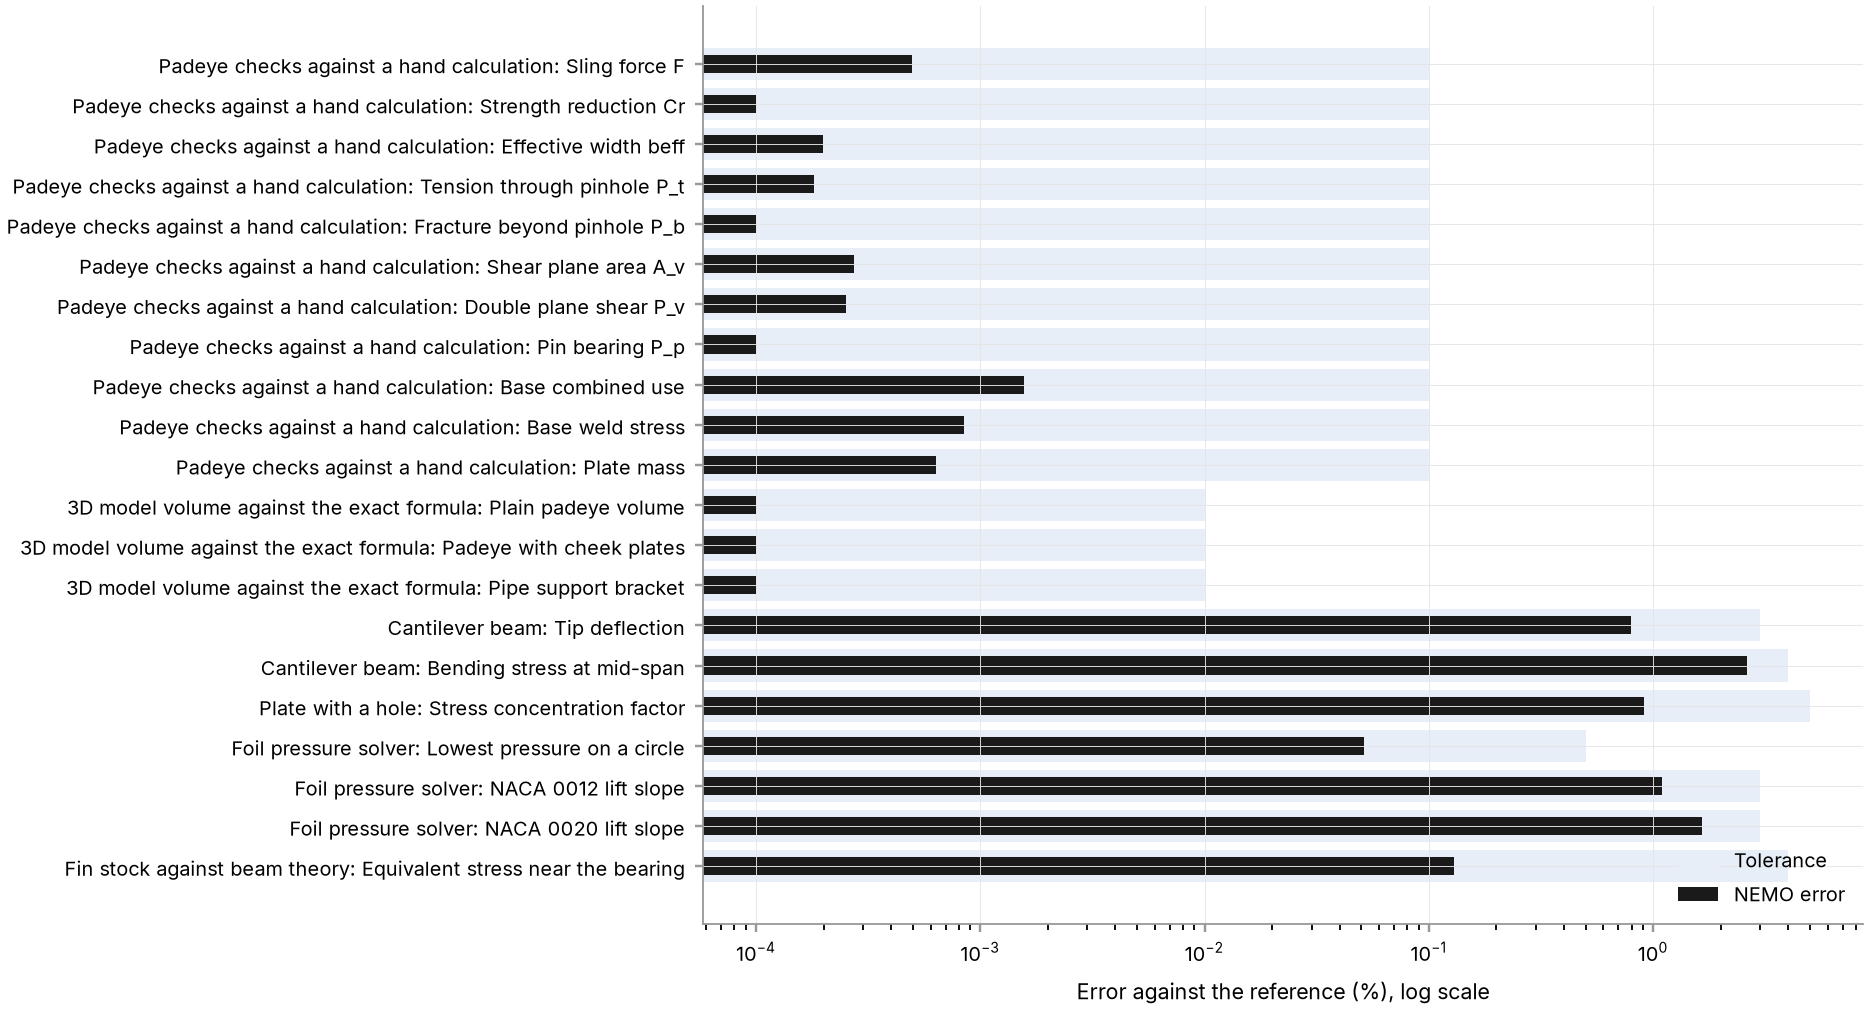 Padeye checks against a hand calculation: Sling force F
Padeye checks against a hand calculation: Strength reduction Cr
Padeye checks against a hand calculation: Effective width beff
Padeye checks against a hand calculation: Tension through pinhole P_t
Padeye checks against a hand calculation: Fracture beyond pinhole P_b
Padeye checks against a hand calculation: Shear plane area A_v
Padeye checks against a hand calculation: Double plane shear P_v
Padeye checks against a hand calculation: Pin bearing P_p
Padeye checks against a hand calculation: Base combined use
Padeye checks against a hand calculation: Base weld stress
Padeye checks against a hand calculation: Plate mass
3D model volume against the exact formula: Plain padeye volume
3D model volume against the exact formula: Padeye with cheek plates
3D model volume against the exact formula: Pipe support bracket
Cantilever beam: Tip deflection
Cantilever beam: Bending stress at mid-span
Plate with a hole: Stress concentration factor
Foil pressure solver: Lowest pressure on a circle
Foil pressure solver: NACA 0012 lift slope
Foil pressure solver: NACA 0020 lift slope
Fin stock against beam theory: Equivalent stress near the bearing
Tolerance
NEMO error
10⁻⁴ 10⁻³ 10⁻² 10⁻¹ 10⁰
Error against the reference (%), log scale